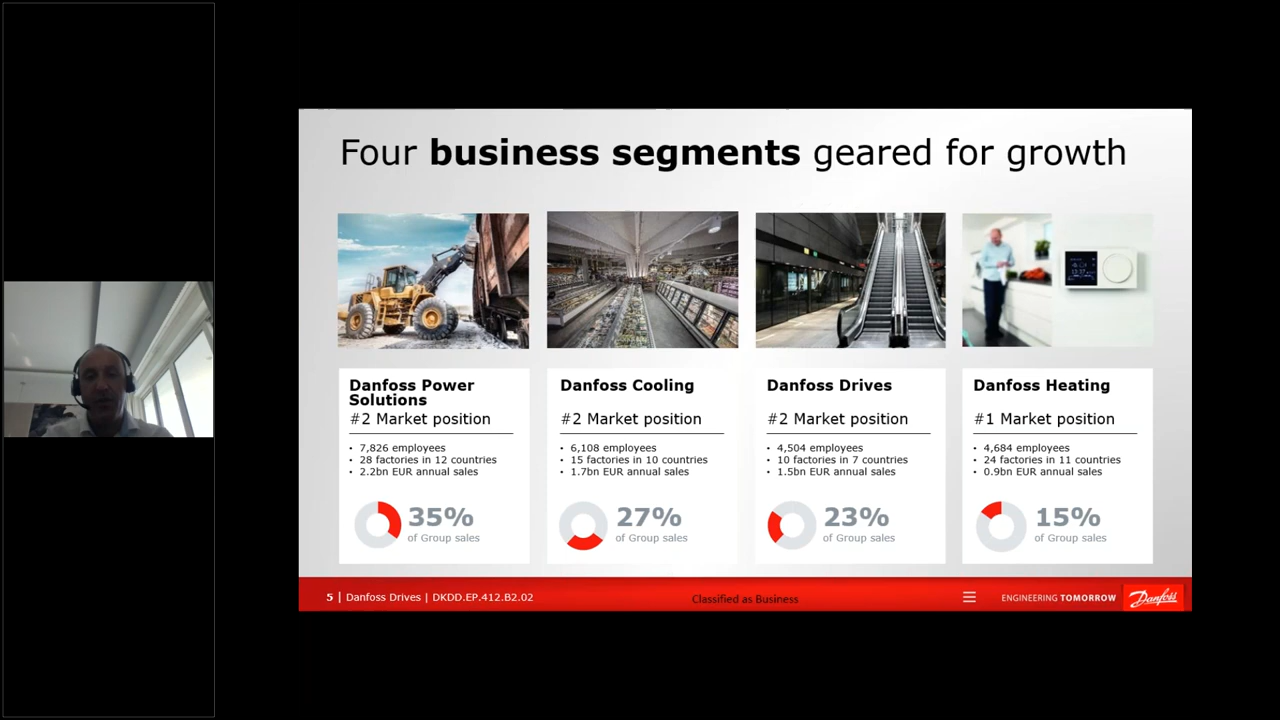 Four business segments geared for growth
Danfoss Power
Solutions
#2 Market position
• 7,826 employees
• 28 factories in 12 countries
• 2.2bn EUR annual sales
35%
of Group sales
Danfoss Cooling
#2 Market position
• 6,108 employees
• 15 factories in 10 countries
• 1.7bn EUR annual sales
27%
of Group sales
Danfoss Drives
#2 Market position
• 4,504 employees
• 10 factories in 7 countries
• 1.5bn EUR annual sales
23%
of Group sales
Danfoss Heating
#1 Market position
• 4,684 employees
• 24 factories in 11 countries
• 0.9bn EUR annual sales
15%
of Group sales
5 | Danfoss Drives | DKDD.EP.412.B2.02
Classified as Business
ENGINEERING TOMORROW
Danfoss